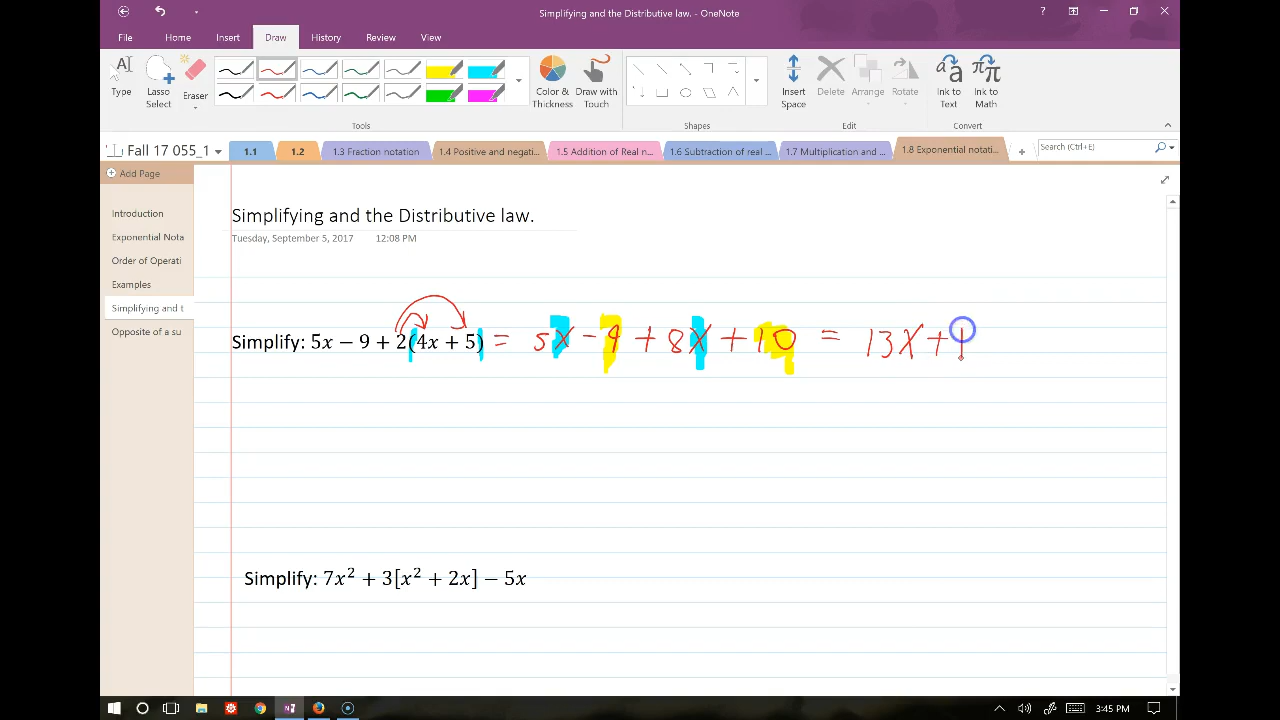 Simplifying and the Distributive law. - OneNote
?
File Home Insert Draw History Review View
Type
Lasso Select
Eraser
Color & Thickness
Draw with Touch
Insert Space
Delete
Arrange
Rotate
Ink to Text
Ink to Math
Tools
Shapes
Edit
Convert
Fall 17 055_1
1.1
1.2
1.3 Fraction notation
1.4 Positive and negati...
1.5 Addition of Real n...
1.6 Subtraction of real ...
1.7 Multiplication and ...
1.8 Exponential notati...
Search (Ctrl+E)
Add Page
Introduction
Exponential Nota
Order of Operati
Examples
Simplifying and t
Opposite of a su
Simplifying and the Distributive law.
Tuesday, September 5, 2017 12:08 PM
Simplify: 5x − 9 + 2(4x + 5) = 5x − 9 + 8x + 10 = 13x + 1
Simplify: 7x² + 3[x² + 2x] − 5x
3:45 PM